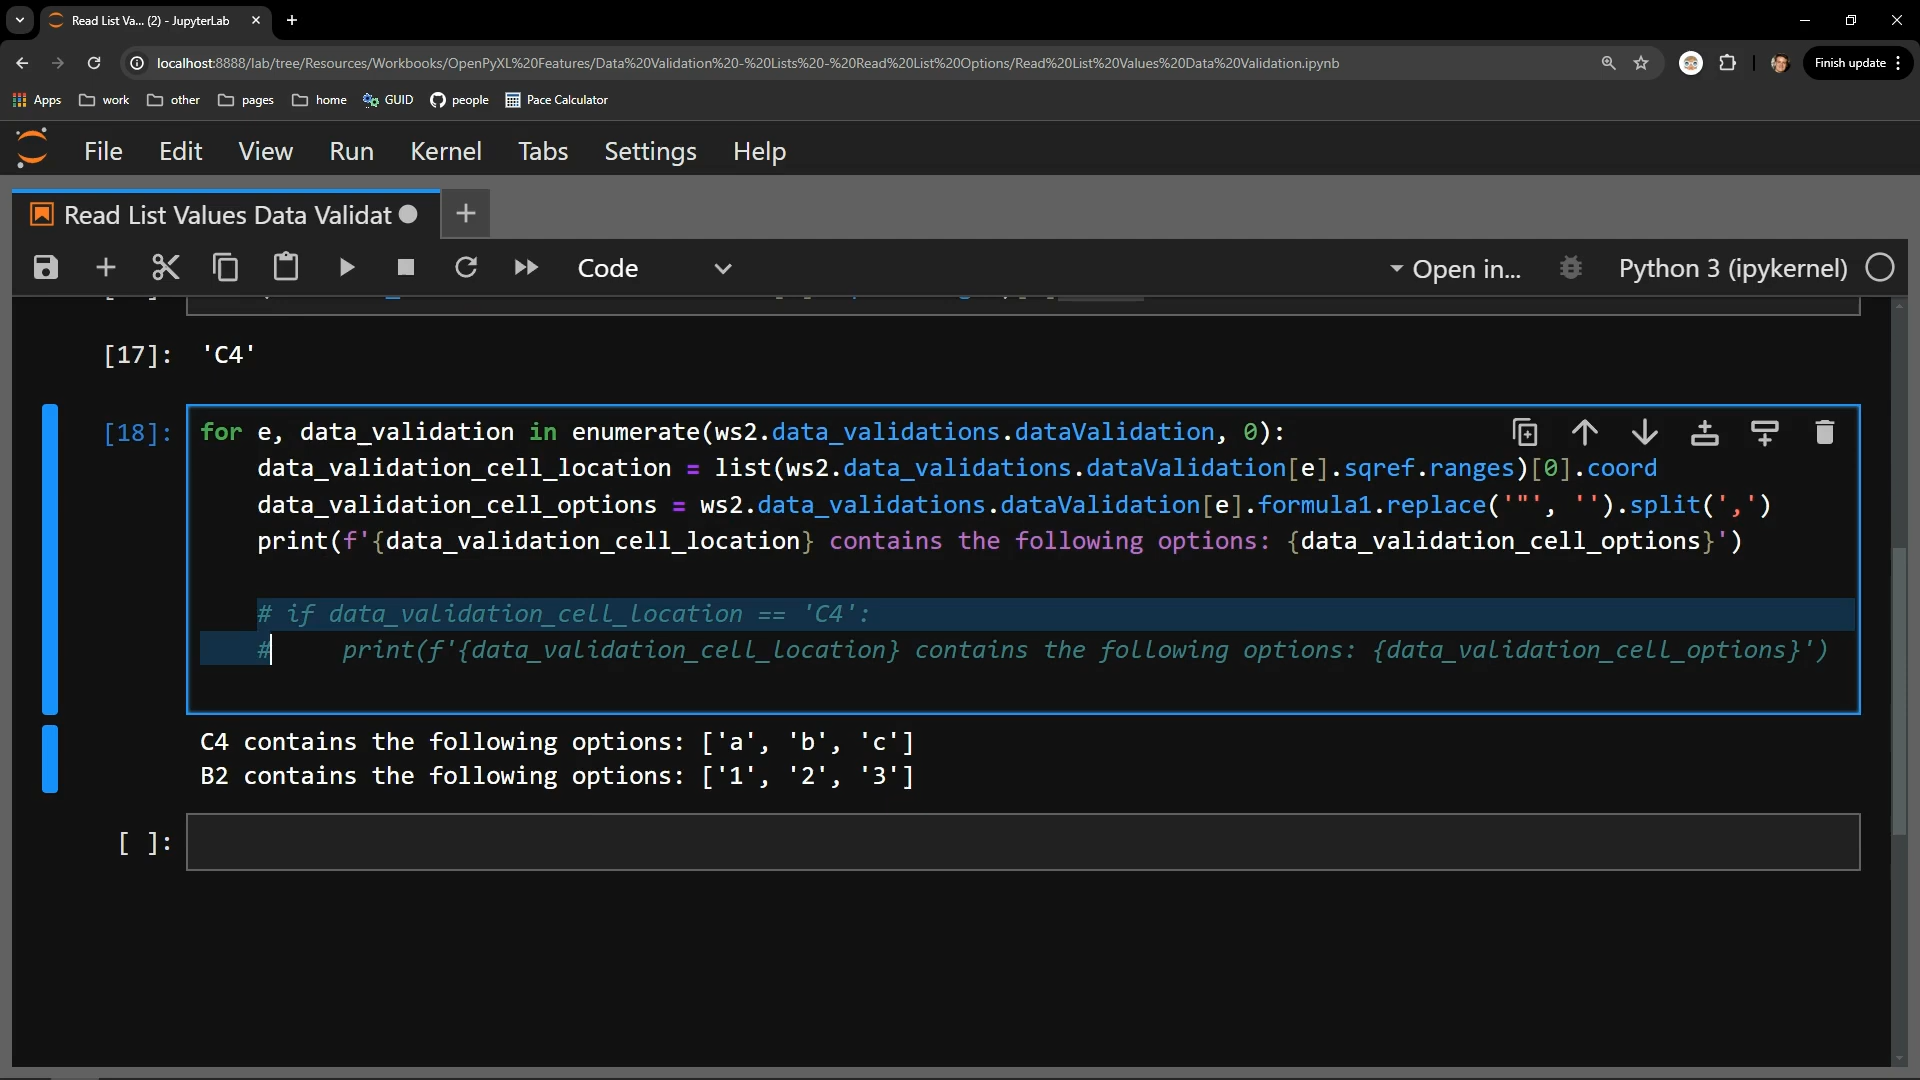 Read List Va... (2) - JupyterLab
localhost:8888/lab/tree/Resources/Workbooks/OpenPyXL%20Features/Data%20Validation%20-%20Lists%20-%20Read%20List%20Options/Read%20List%20Values%20Data%20Validation.ipynb
Finish update
Apps work other pages home GUID people Pace Calculator
File Edit View Run Kernel Tabs Settings Help
Read List Values Data Validat
Code Open in... Python 3 (ipykernel)
[17]: 'C4'
[18]: for e, data_validation in enumerate(ws2.data_validations.dataValidation, 0):
data_validation_cell_location = list(ws2.data_validations.dataValidation[e].sqref.ranges)[0].coord
data_validation_cell_options = ws2.data_validations.dataValidation[e].formula1.replace('"', '').split(',')
print(f'{data_validation_cell_location} contains the following options: {data_validation_cell_options}')
# if data_validation_cell_location == 'C4':
#     print(f'{data_validation_cell_location} contains the following options: {data_validation_cell_options}')
C4 contains the following options: ['a', 'b', 'c']
B2 contains the following options: ['1', '2', '3']
[ ]: